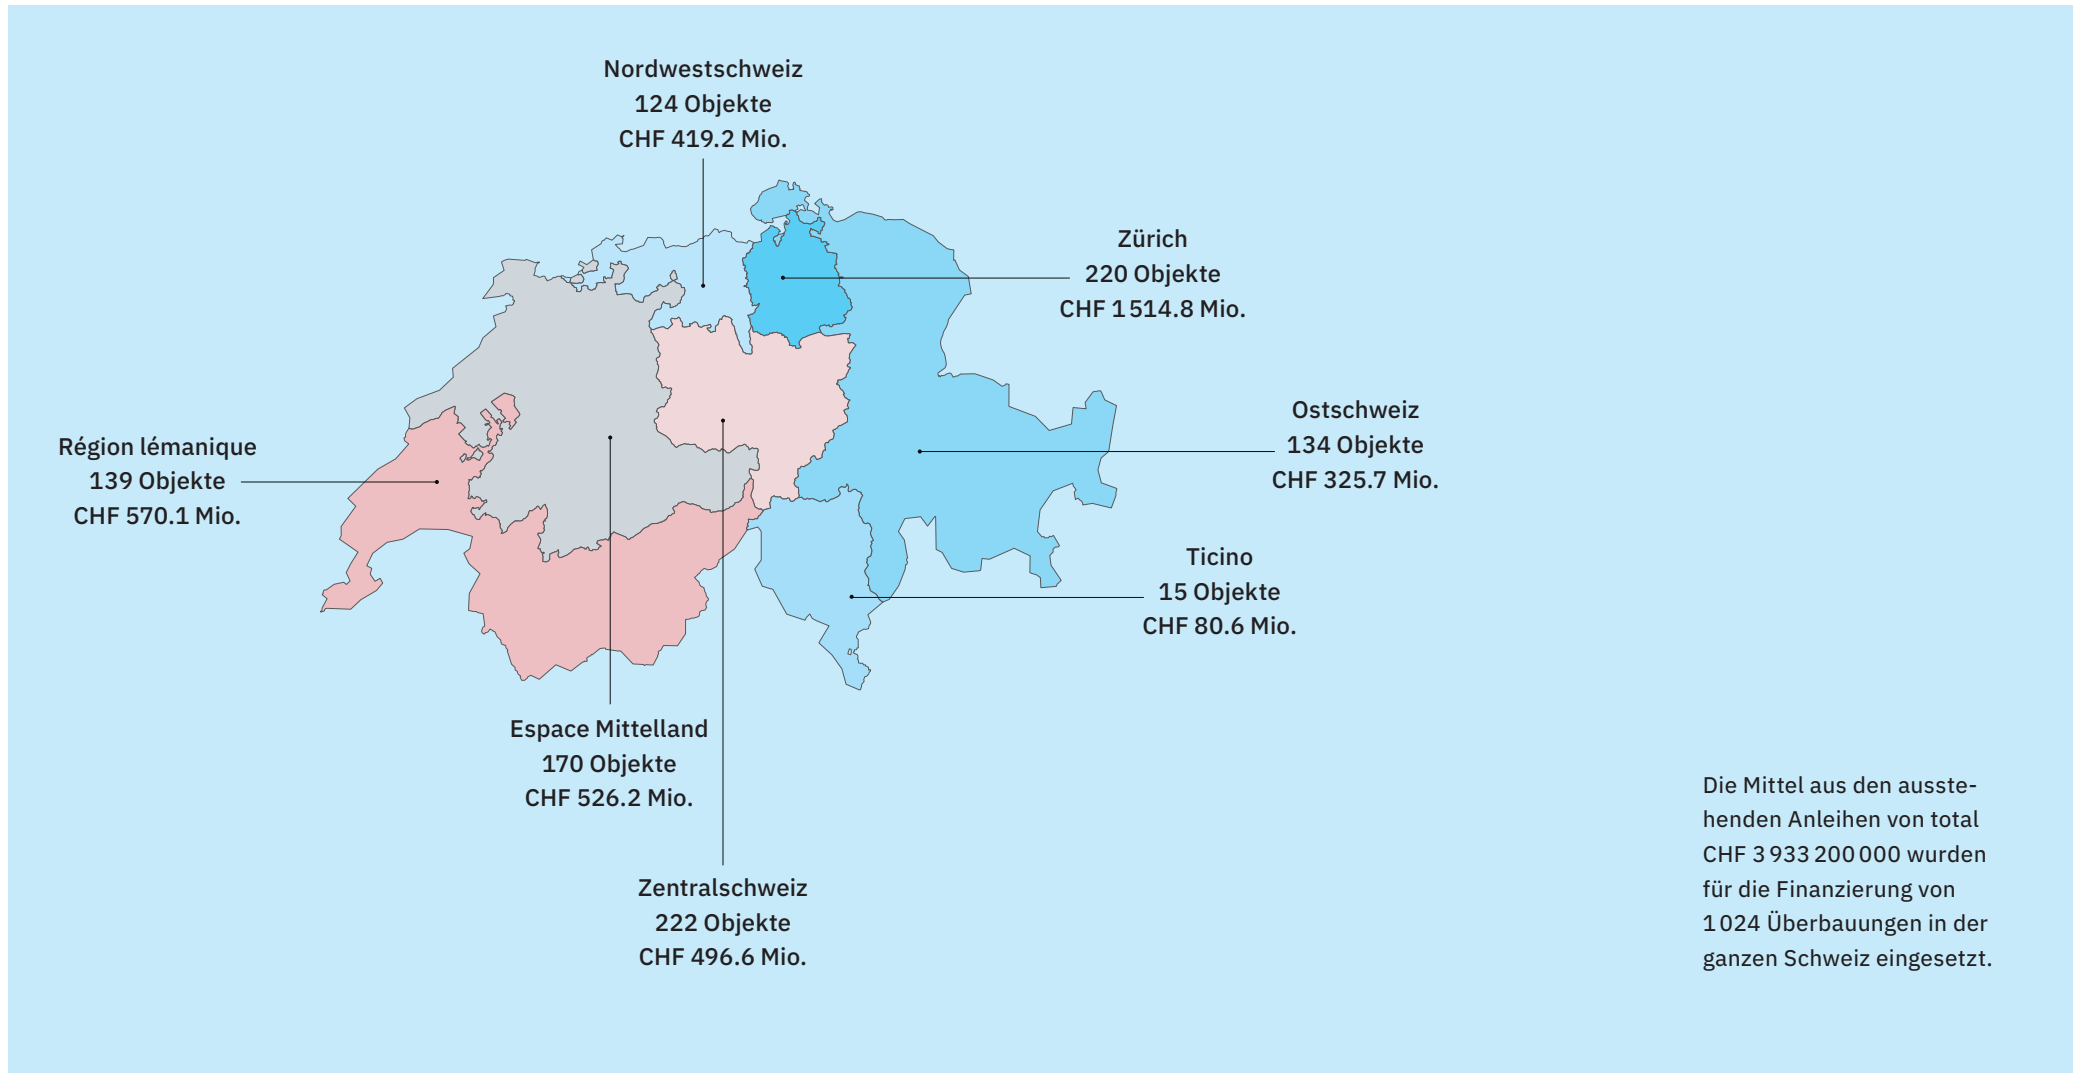 Nordwestschweiz
124 Objekte
CHF 419.2 Mio.
Zürich
220 Objekte
CHF 1 514.8 Mio.
Ostschweiz
134 Objekte
CHF 325.7 Mio.
Région lémanique
139 Objekte
CHF 570.1 Mio.
Ticino
15 Objekte
CHF 80.6 Mio.
Espace Mittelland
170 Objekte
CHF 526.2 Mio.
Zentralschweiz
222 Objekte
CHF 496.6 Mio.
Die Mittel aus den ausste-
henden Anleihen von total
CHF 3 933 200 000 wurden
für die Finanzierung von
1 024 Überbauungen in der
ganzen Schweiz eingesetzt.